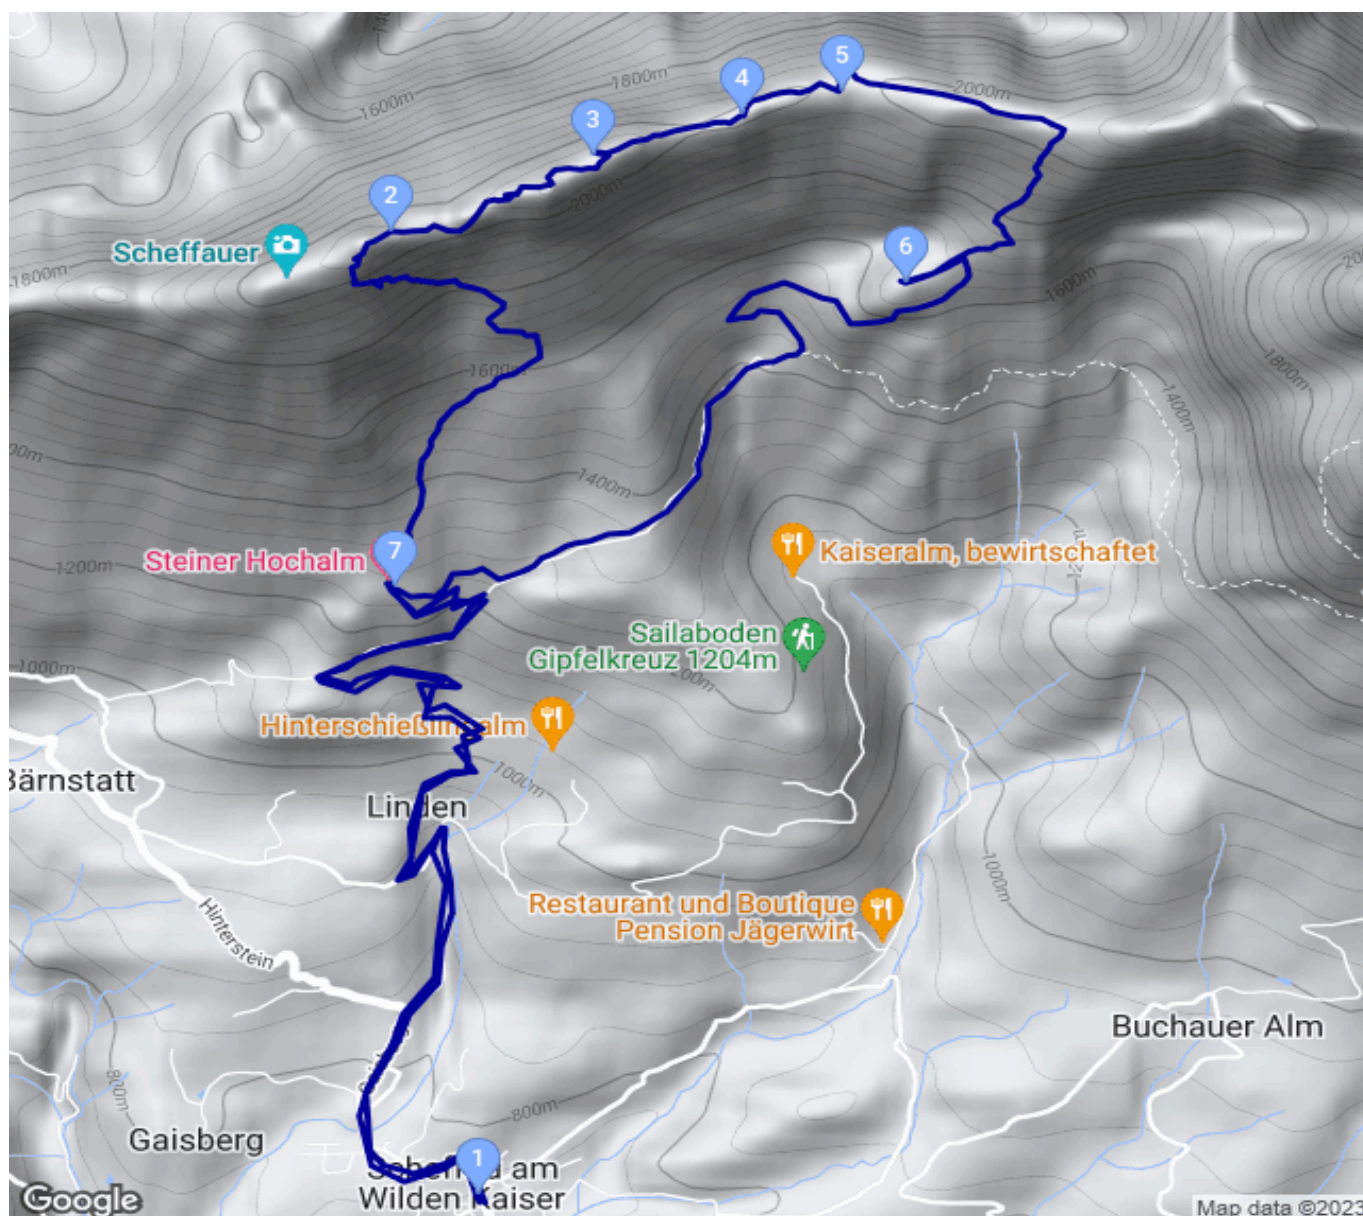 1800m
1600m
5
4
2000m
3
2000m
2
Scheffauer
6
1800m
1600m
1800m
1600m
1400m
1400m
7
Steiner Hochalm
1200m
Kaiseralm, bewirtschaftet
Sailaboden
Gipfelkreuz 1204m
1000m
1000m
Bärnstatt
Linden
1000m
Hinterstein
Restaurant und Boutique
Pension Jägerwirt
Buchauer Alm
800m
800m
Gaisberg
1
am
Wilden Kaiser
Google
Map data ©2023